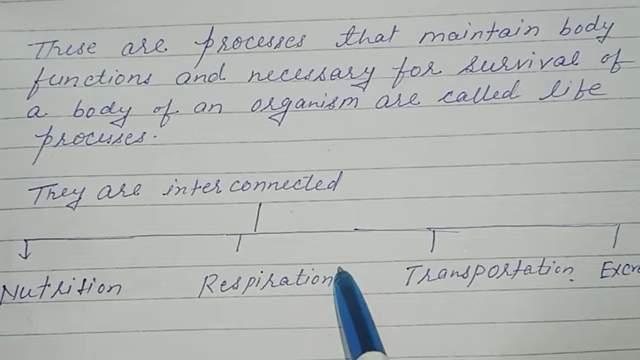 These are processes that maintain body
functions and necessary for survival of
a body of an organism are called life
processes.
They are interconnected
Nutrition Respiration Transportation. Excre